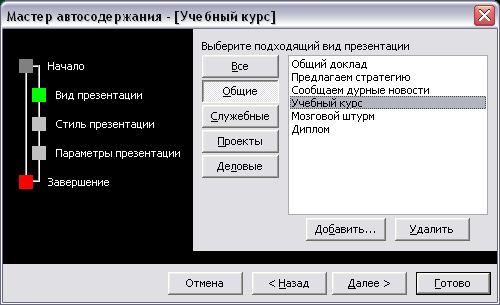 Мастер автосодержания - [Учебный курс]
Начало
Вид презентации
Стиль презентации
Параметры презентации
Завершение
Выберите подходящий вид презентации
Все
Общие
Служебные
Проекты
Деловые
Общий доклад
Предлагаем стратегию
Сообщаем дурные новости
Учебный курс
Мозговой штурм
Диплом
Добавить...
Удалить
Отмена
< Назад
Далее >
Готово